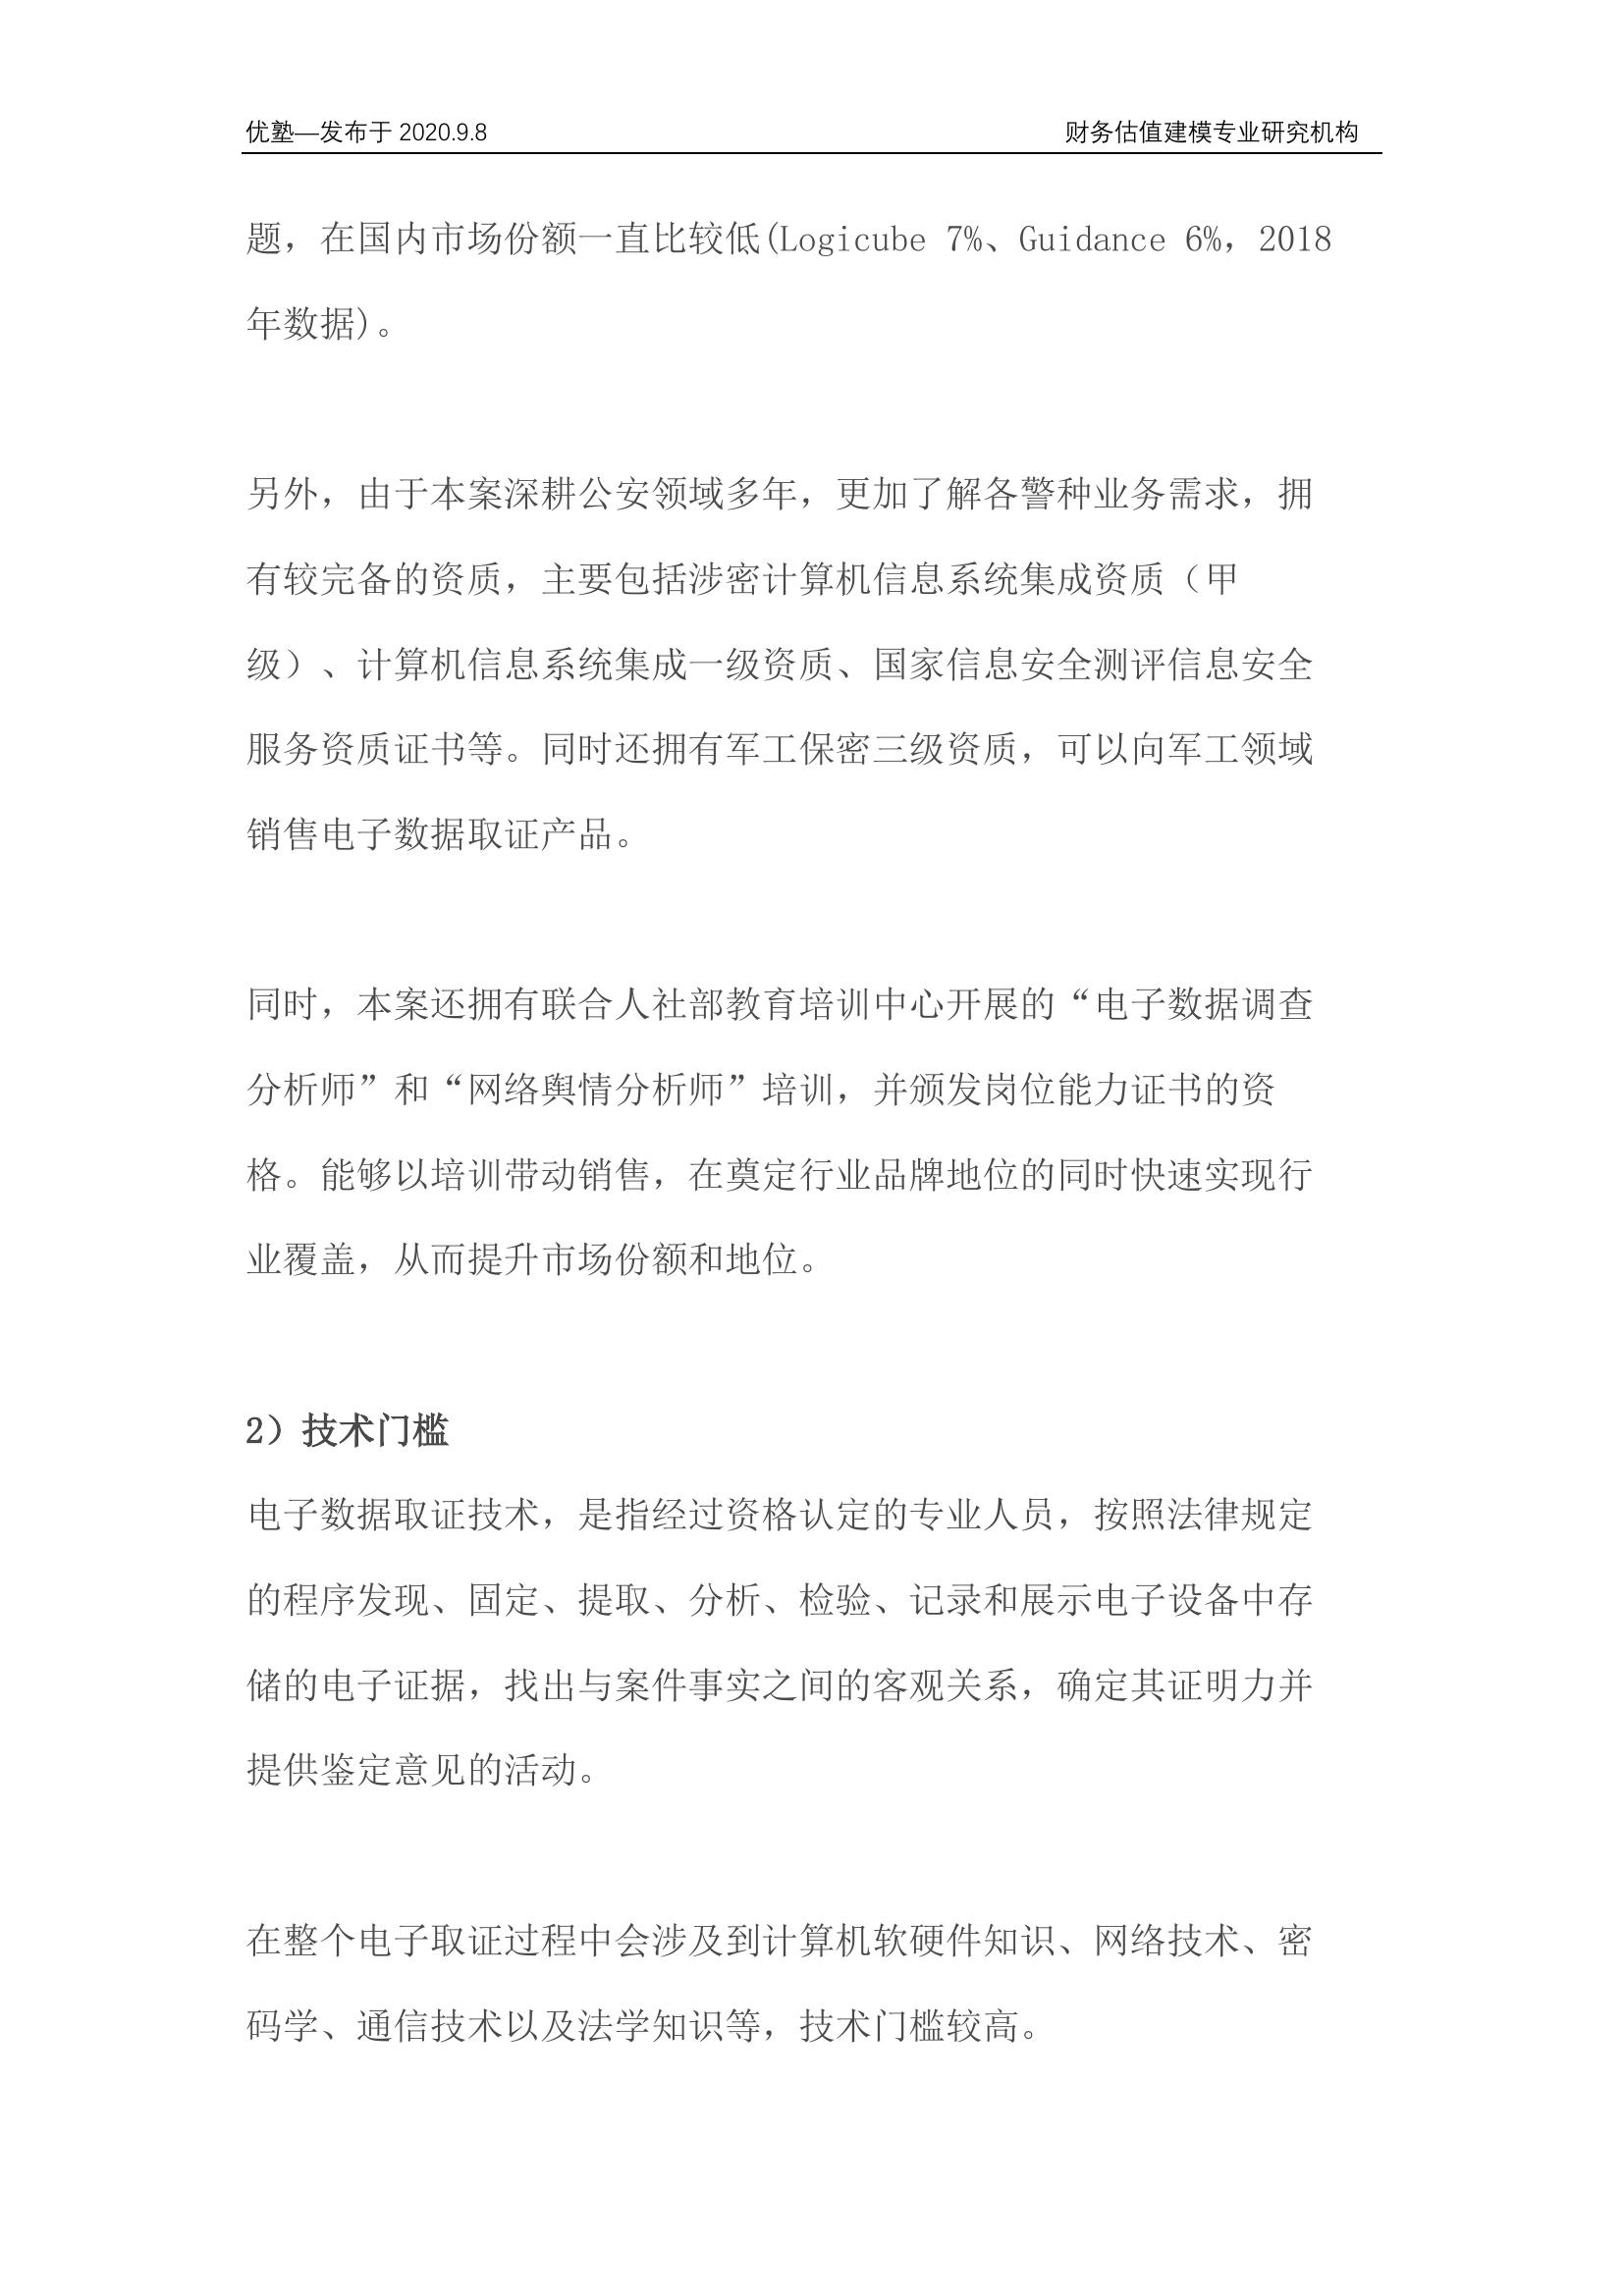 优塾—发布于 2020.9.8 财务估值建模专业研究机构
题，在国内市场份额一直比较低(Logicube 7%、Guidance 6%，2018
年数据)。
另外，由于本案深耕公安领域多年，更加了解各警种业务需求，拥
有较完备的资质，主要包括涉密计算机信息系统集成资质（甲
级）、计算机信息系统集成一级资质、国家信息安全测评信息安全
服务资质证书等。同时还拥有军工保密三级资质，可以向军工领域
销售电子数据取证产品。
同时，本案还拥有联合人社部教育培训中心开展的“电子数据调查
分析师”和“网络舆情分析师”培训，并颁发岗位能力证书的资
格。能够以培训带动销售，在奠定行业品牌地位的同时快速实现行
业覆盖，从而提升市场份额和地位。
2）技术门槛
电子数据取证技术，是指经过资格认定的专业人员，按照法律规定
的程序发现、固定、提取、分析、检验、记录和展示电子设备中存
储的电子证据，找出与案件事实之间的客观关系，确定其证明力并
提供鉴定意见的活动。
在整个电子取证过程中会涉及到计算机软硬件知识、网络技术、密
码学、通信技术以及法学知识等，技术门槛较高。